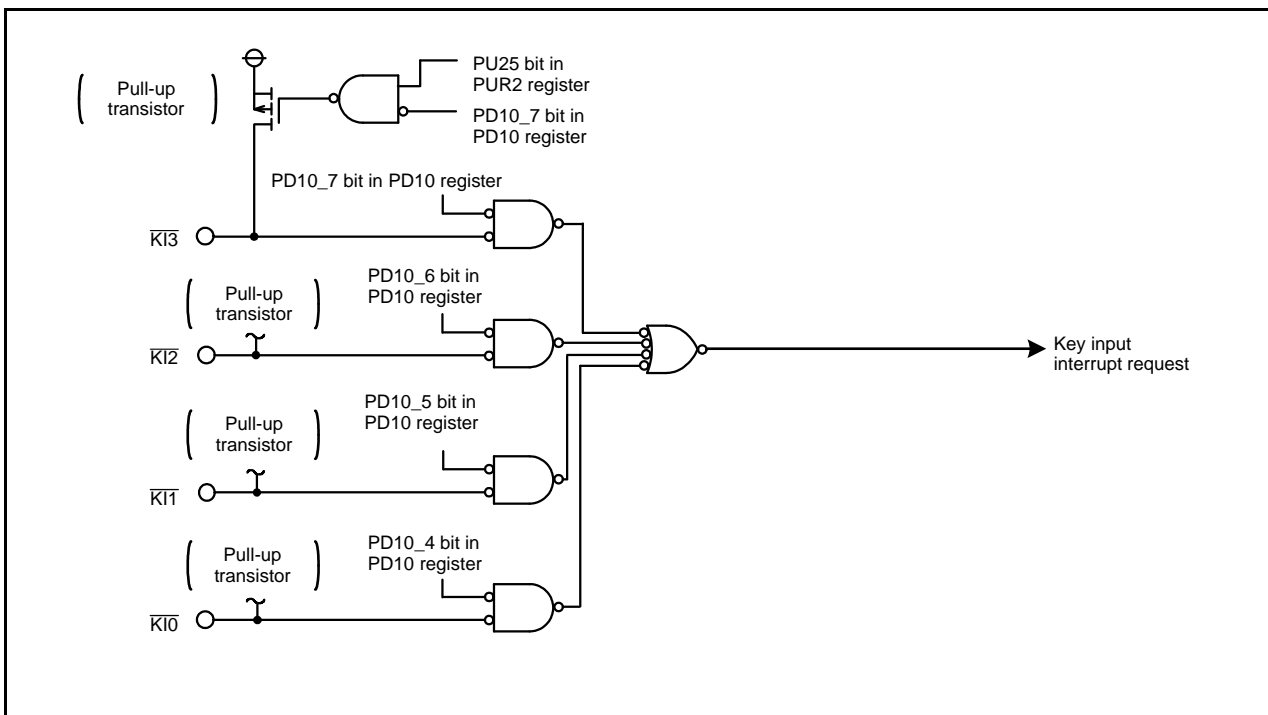 PU25 bit in
PUR2 register
Pull-up
transistor
PD10_7 bit in
PD10 register
PD10_7 bit in PD10 register
KI3
PD10_6 bit in
PD10 register
Pull-up
transistor
KI2
Key input
interrupt request
PD10_5 bit in
PD10 register
Pull-up
transistor
KI1
PD10_4 bit in
PD10 register
Pull-up
transistor
KI0